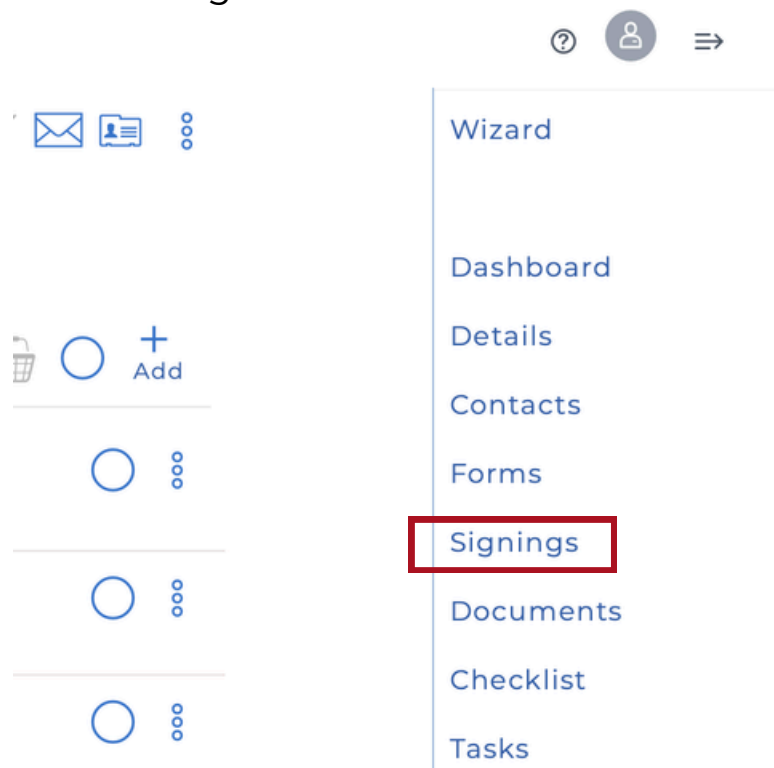 Wizard
Dashboard
Details
Add
Contacts
Forms
Signings
Documents
Checklist
Tasks